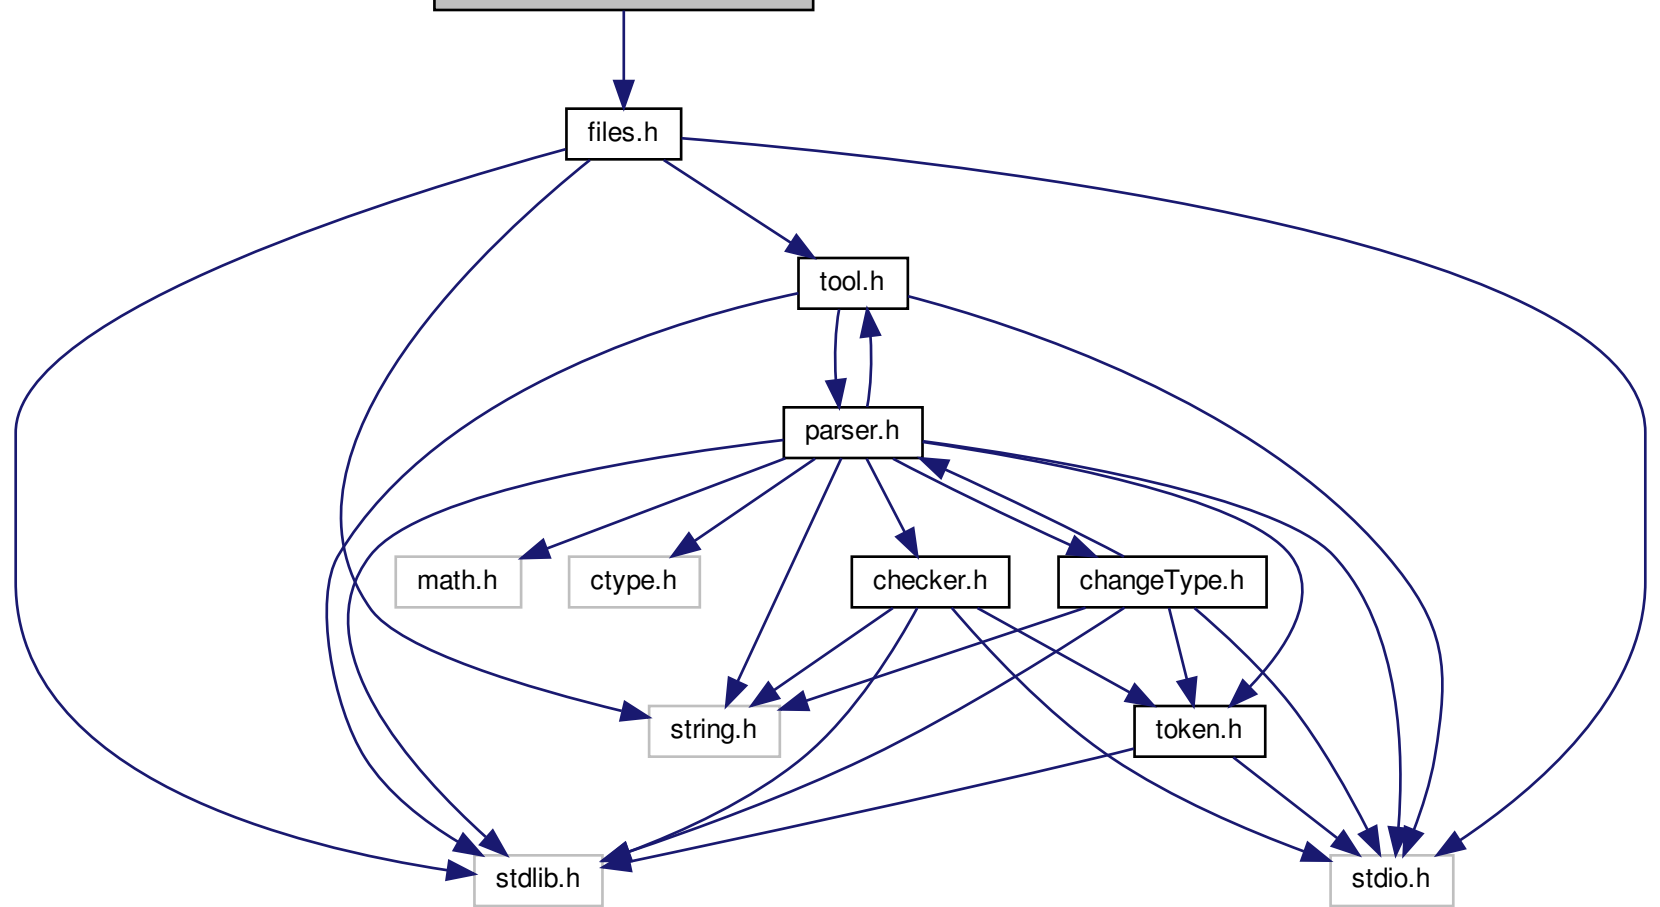 files.h
tool.h
parser.h
math.h
ctype.h
checker.h
changeType.h
string.h
token.h
stdlib.h
stdio.h